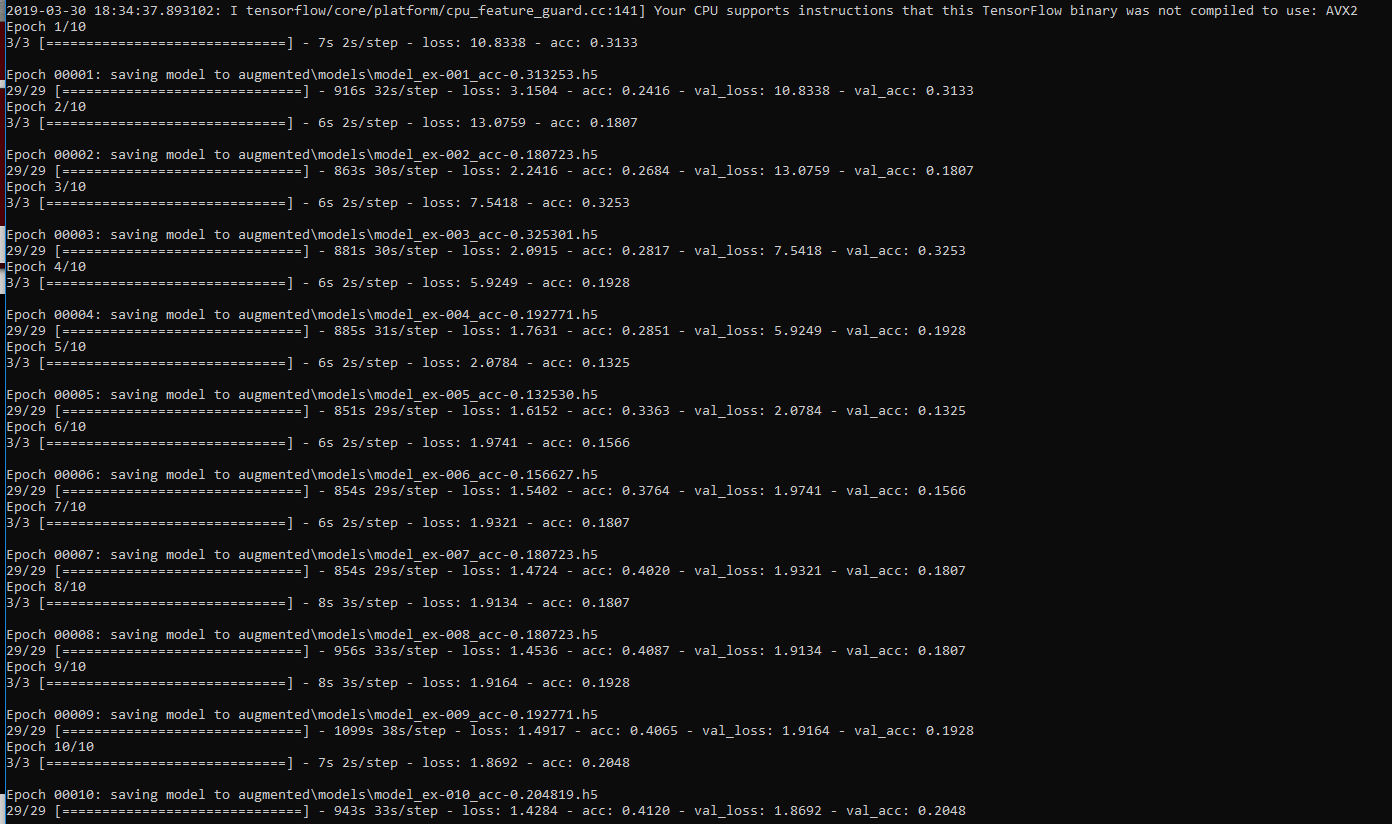 2019-03-30 18:34:37.893102: I tensorflow/core/platform/cpu_feature_guard.cc:141] Your CPU supports instructions that this TensorFlow binary was not compiled to use: AVX2
Epoch 1/10
3/3 [==============================] - 7s 2s/step - loss: 10.8338 - acc: 0.3133
Epoch 00001: saving model to augmented\models\model_ex-001_acc-0.313253.h5
29/29 [==============================] - 916s 32s/step - loss: 3.1504 - acc: 0.2416 - val_loss: 10.8338 - val_acc: 0.3133
Epoch 2/10
3/3 [==============================] - 6s 2s/step - loss: 13.0759 - acc: 0.1807
Epoch 00002: saving model to augmented\models\model_ex-002_acc-0.180723.h5
29/29 [==============================] - 863s 30s/step - loss: 2.2416 - acc: 0.2684 - val_loss: 13.0759 - val_acc: 0.1807
Epoch 3/10
3/3 [==============================] - 6s 2s/step - loss: 7.5418 - acc: 0.3253
Epoch 00003: saving model to augmented\models\model_ex-003_acc-0.325301.h5
29/29 [==============================] - 881s 30s/step - loss: 2.0915 - acc: 0.2817 - val_loss: 7.5418 - val_acc: 0.3253
Epoch 4/10
3/3 [==============================] - 6s 2s/step - loss: 5.9249 - acc: 0.1928
Epoch 00004: saving model to augmented\models\model_ex-004_acc-0.192771.h5
29/29 [==============================] - 885s 31s/step - loss: 1.7631 - acc: 0.2851 - val_loss: 5.9249 - val_acc: 0.1928
Epoch 5/10
3/3 [==============================] - 6s 2s/step - loss: 2.0784 - acc: 0.1325
Epoch 00005: saving model to augmented\models\model_ex-005_acc-0.132530.h5
29/29 [==============================] - 851s 29s/step - loss: 1.6152 - acc: 0.3363 - val_loss: 2.0784 - val_acc: 0.1325
Epoch 6/10
3/3 [==============================] - 6s 2s/step - loss: 1.9741 - acc: 0.1566
Epoch 00006: saving model to augmented\models\model_ex-006_acc-0.156627.h5
29/29 [==============================] - 854s 29s/step - loss: 1.5402 - acc: 0.3764 - val_loss: 1.9741 - val_acc: 0.1566
Epoch 7/10
3/3 [==============================] - 6s 2s/step - loss: 1.9321 - acc: 0.1807
Epoch 00007: saving model to augmented\models\model_ex-007_acc-0.180723.h5
29/29 [==============================] - 854s 29s/step - loss: 1.4724 - acc: 0.4020 - val_loss: 1.9321 - val_acc: 0.1807
Epoch 8/10
3/3 [==============================] - 8s 3s/step - loss: 1.9134 - acc: 0.1807
Epoch 00008: saving model to augmented\models\model_ex-008_acc-0.180723.h5
29/29 [==============================] - 956s 33s/step - loss: 1.4536 - acc: 0.4087 - val_loss: 1.9134 - val_acc: 0.1807
Epoch 9/10
3/3 [==============================] - 8s 3s/step - loss: 1.9164 - acc: 0.1928
Epoch 00009: saving model to augmented\models\model_ex-009_acc-0.192771.h5
29/29 [==============================] - 1099s 38s/step - loss: 1.4917 - acc: 0.4065 - val_loss: 1.9164 - val_acc: 0.1928
Epoch 10/10
3/3 [==============================] - 7s 2s/step - loss: 1.8692 - acc: 0.2048
Epoch 00010: saving model to augmented\models\model_ex-010_acc-0.204819.h5
29/29 [==============================] - 943s 33s/step - loss: 1.4284 - acc: 0.4120 - val_loss: 1.8692 - val_acc: 0.2048